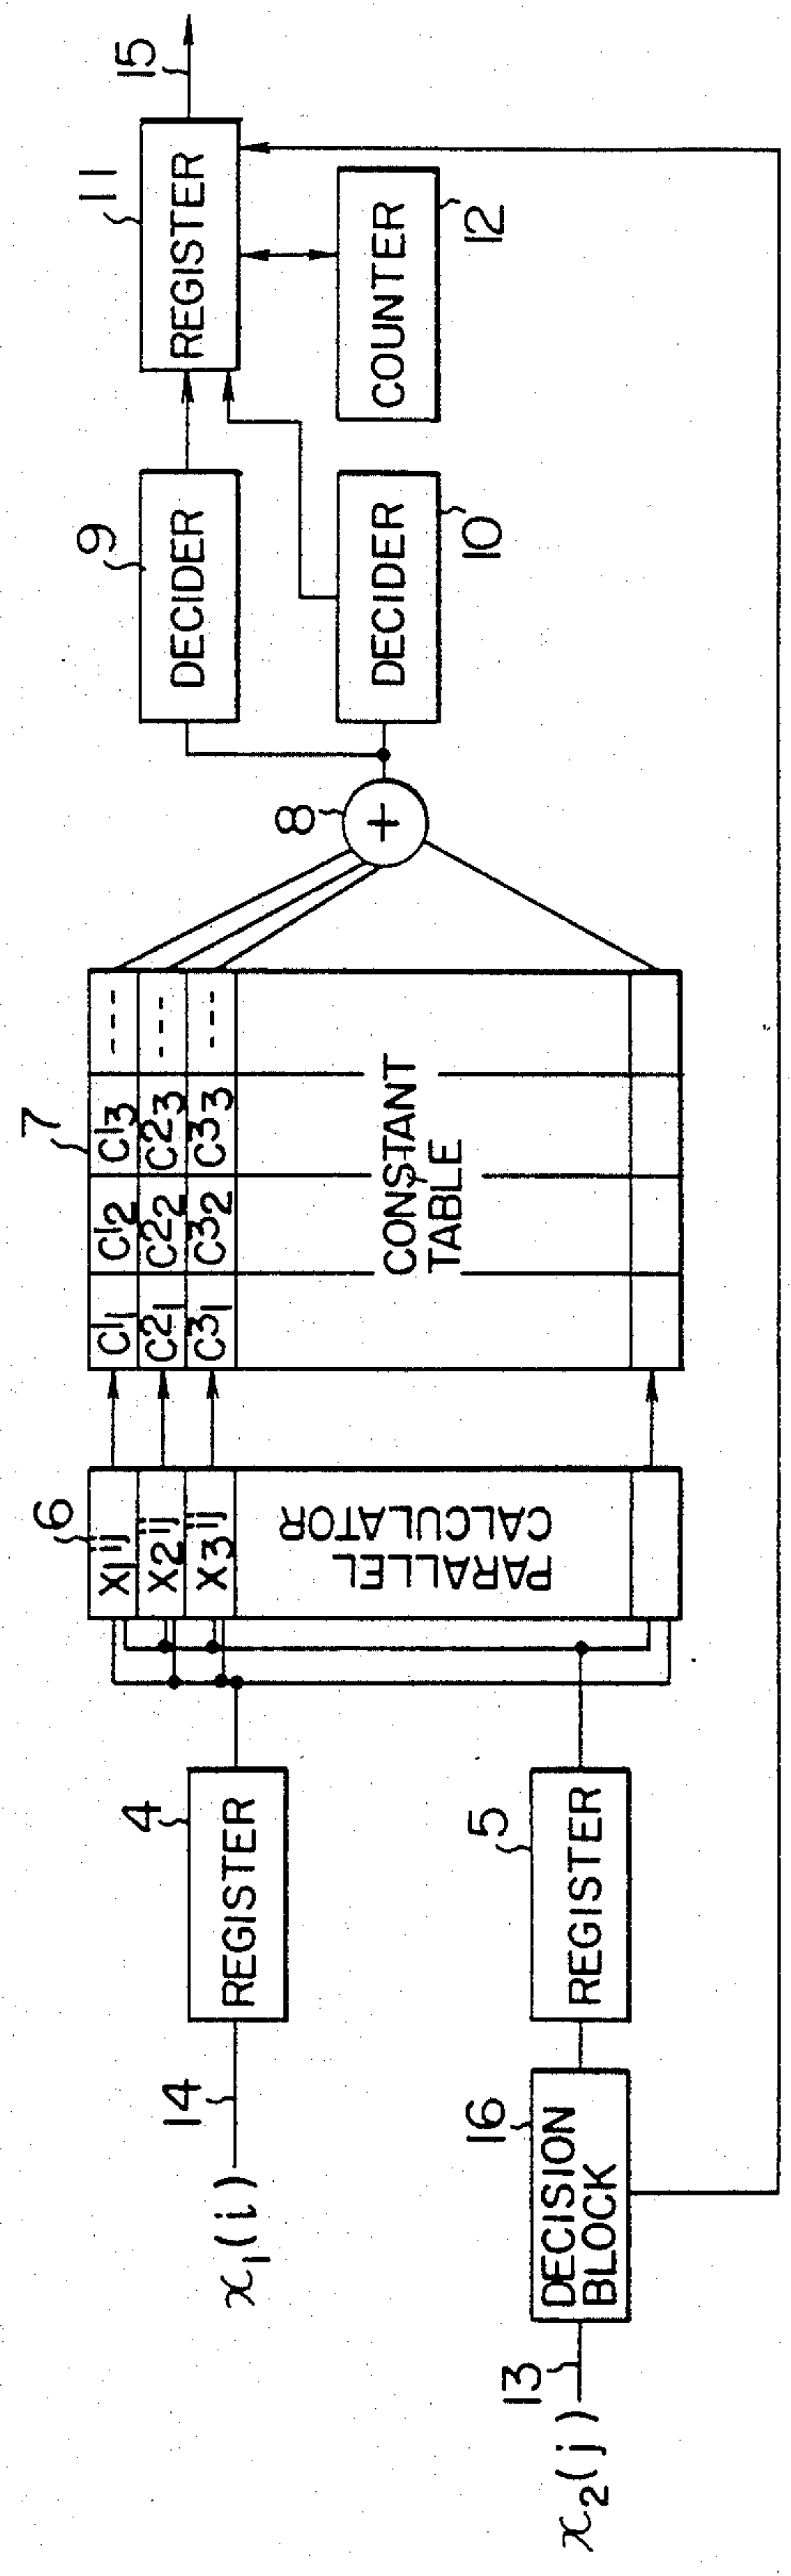 x₁(i)
14
REGISTER
4
x₂(j)
13
DECISION
BLOCK
16
REGISTER
5
6
X₁ij
X₂ij
X₃ij
PARALLEL
CALCULATOR
7
C¹₁ C¹₂ C¹₃ ---
C²₁ C²₂ C²₃ ---
C³₁ C³₂ C³₃ ---
CONSTANT
TABLE
8
+
9
DECIDER
DECIDER
10
11
REGISTER
COUNTER
12
15